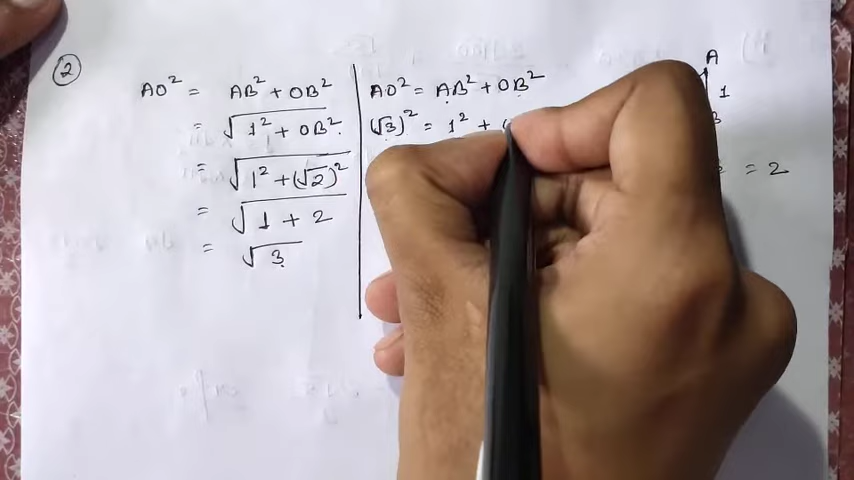 ②
AO² = AB² + OB²
= √1² + OB²
= √1² + (√2)²
= √1 + 2
= √3
AO² = AB² + OB²
(√3)² = 1² +
A
1
= 2